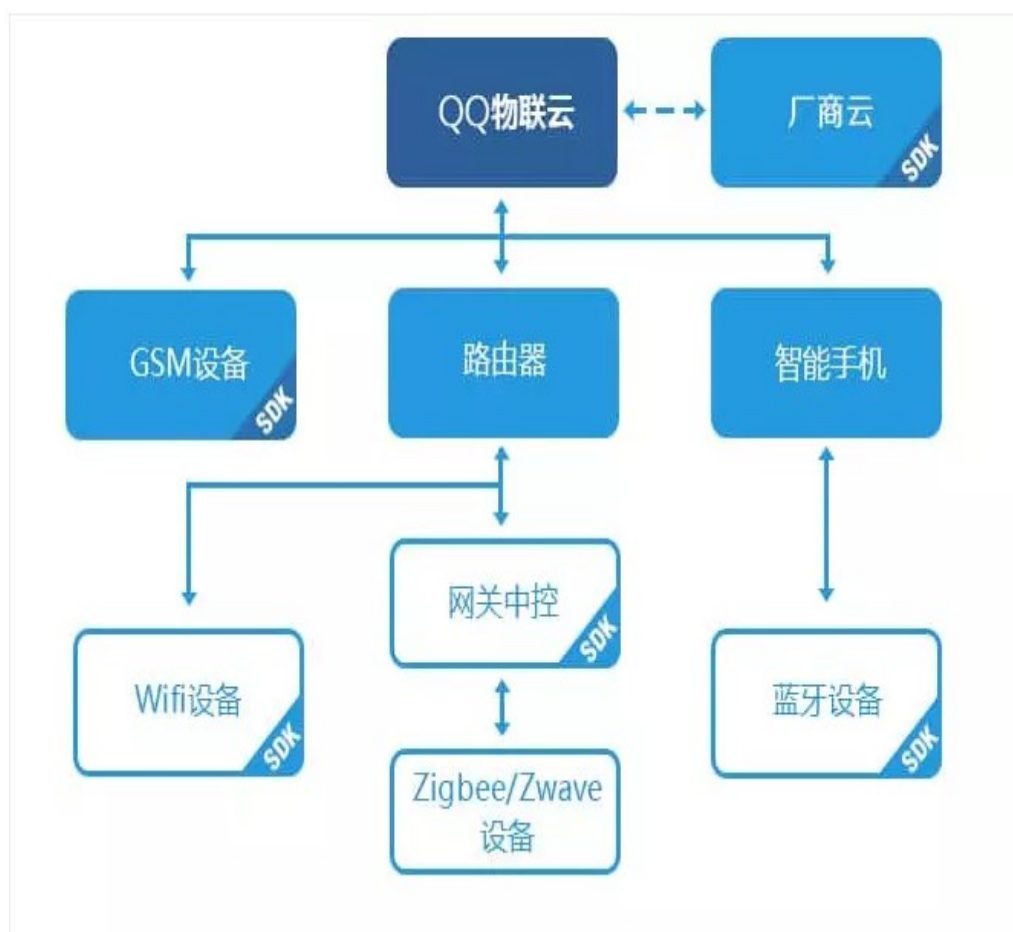 QQ物联云
厂商云
SDK
GSM设备
SDK
路由器
智能手机
网关中控
SDK
Wifi设备
SDK
蓝牙设备
SDK
Zigbee/Zwave
设备